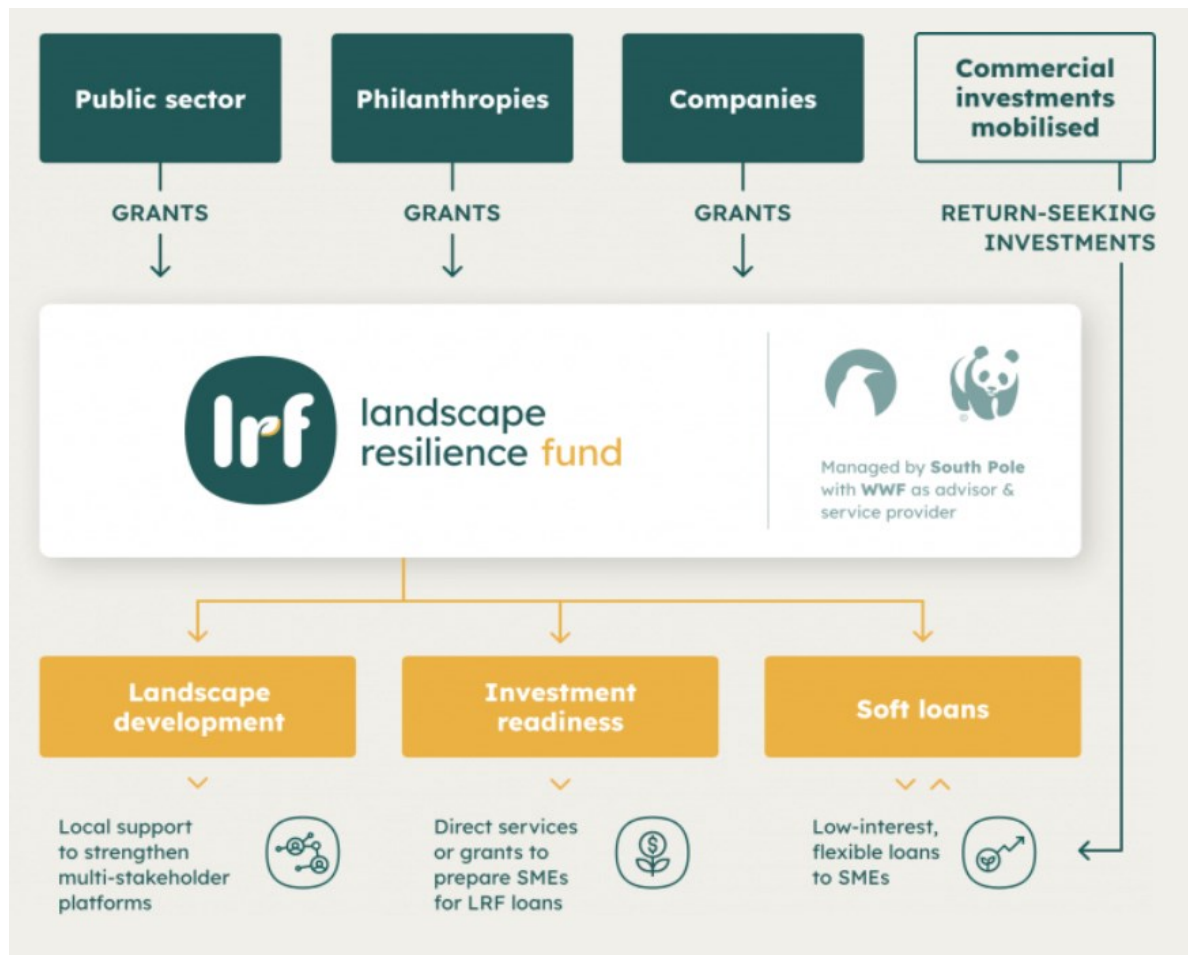 Public sector
Philanthropies
Companies
Commercial
investments
mobilised
GRANTS
GRANTS
GRANTS
RETURN-SEEKING
INVESTMENTS
lrf
landscape
resilience fund
Managed by South Pole
with WWF as advisor &
service provider
Landscape
development
Investment
readiness
Soft loans
Local support
to strengthen
multi-stakeholder
platforms
Direct services
or grants to
prepare SMEs
for LRF loans
Low-interest,
flexible loans
to SMEs